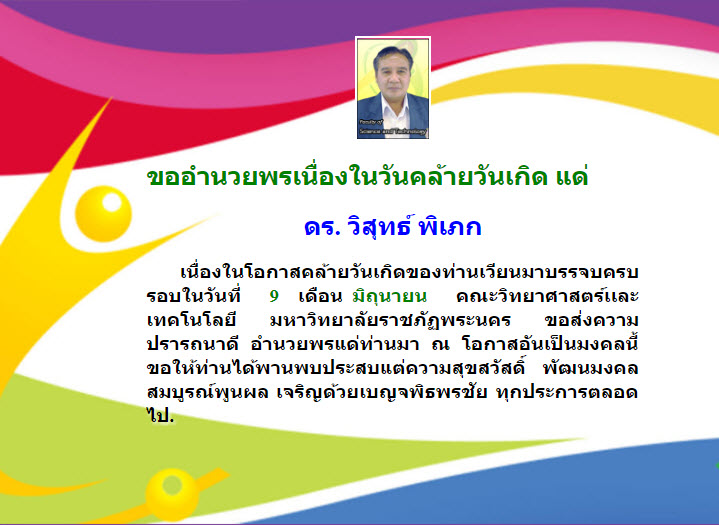 Faculty of
Science and Technology
ขออำนวยพรเนื่องในวันคล้ายวันเกิด แด่
ดร. วิสุทธ์ พิเภก
เนื่องในโอกาสคล้ายวันเกิดของท่านเวียนมาบรรจบครบ
รอบในวันที่ 9 เดือน มิถุนายน คณะวิทยาศาสตร์และ
เทคโนโลยี มหาวิทยาลัยราชภัฏพระนคร ขอส่งความ
ปรารถนาดี อำนวยพรแด่ท่านมา ณ โอกาสอันเป็นมงคลนี้
ขอให้ท่านได้พานพบประสบแต่ความสุขสวัสดิ์ พัฒนมงคล
สมบูรณ์พูนผล เจริญด้วยเบญจพิธพรชัย ทุกประการตลอด
ไป.